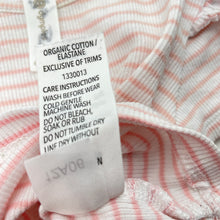 ORGANIC COTTON /
ELASTANE
EXCLUSIVE OF TRIMS
1330013
CARE INSTRUCTIONS
WASH BEFORE WEAR
COLD GENTLE
MACHINE WASH
DO NOT BLEACH,
SOAK OR RUB
DO NOT TUMBLE DRY
LINE DRY WITHOUT
N